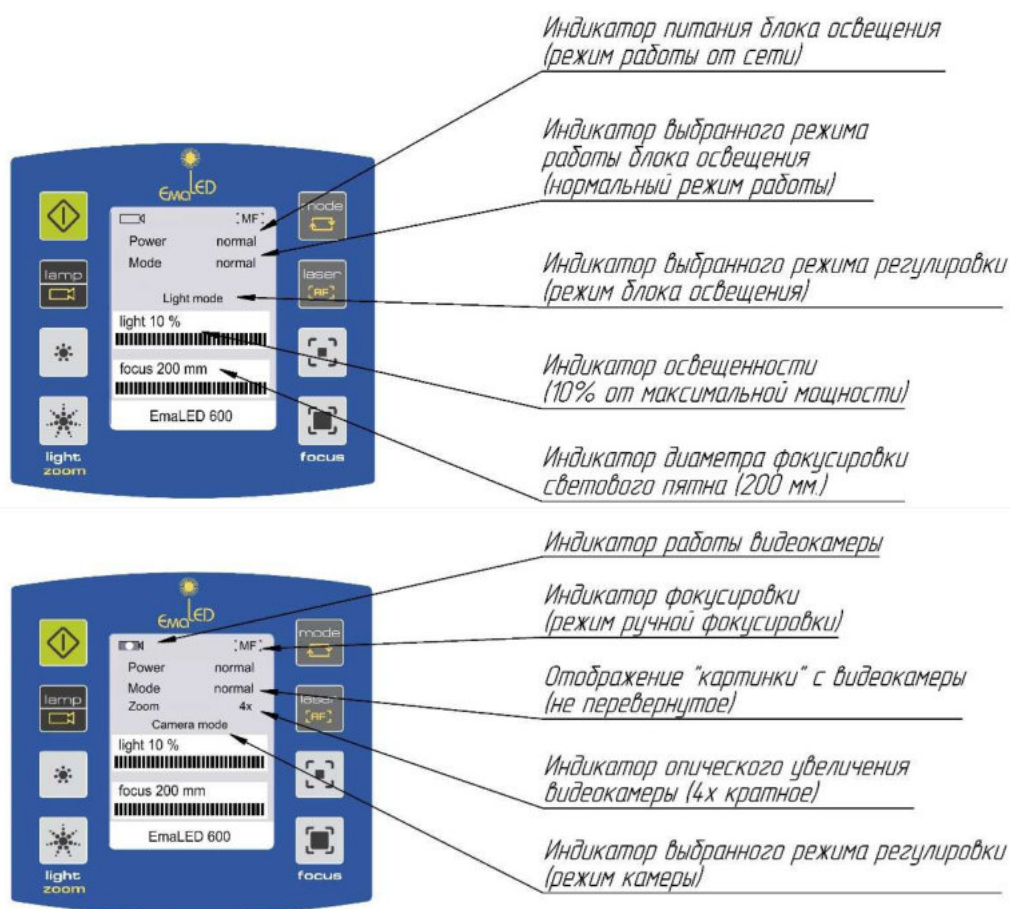 Индикатор питания блока освещения
(режим работы от сети)
Индикатор выбранного режима
работы блока освещения
(нормальный режим работы)
Индикатор выбранного режима регулировки
(режим блока освещения)
Индикатор освещенности
(10% от максимальной мощности)
Индикатор диаметра фокусировки
светового пятна (200 мм.)
EmaLED
[MF]
Power normal
Mode normal
Light mode
light 10 %
focus 200 mm
EmaLED 600
lamp
light
zoom
mode
laser
[AF]
focus
Индикатор работы видеокамеры
Индикатор фокусировки
(режим ручной фокусировки)
Отображение "картинки" с видеокамеры
(не перевернутое)
Индикатор опического увеличения
видеокамеры (4х кратное)
Индикатор выбранного режима регулировки
(режим камеры)
EmaLED
[MF]
Power normal
Mode normal
Zoom 4x
Camera mode
light 10 %
focus 200 mm
EmaLED 600
lamp
light
zoom
mode
laser
[AF]
focus